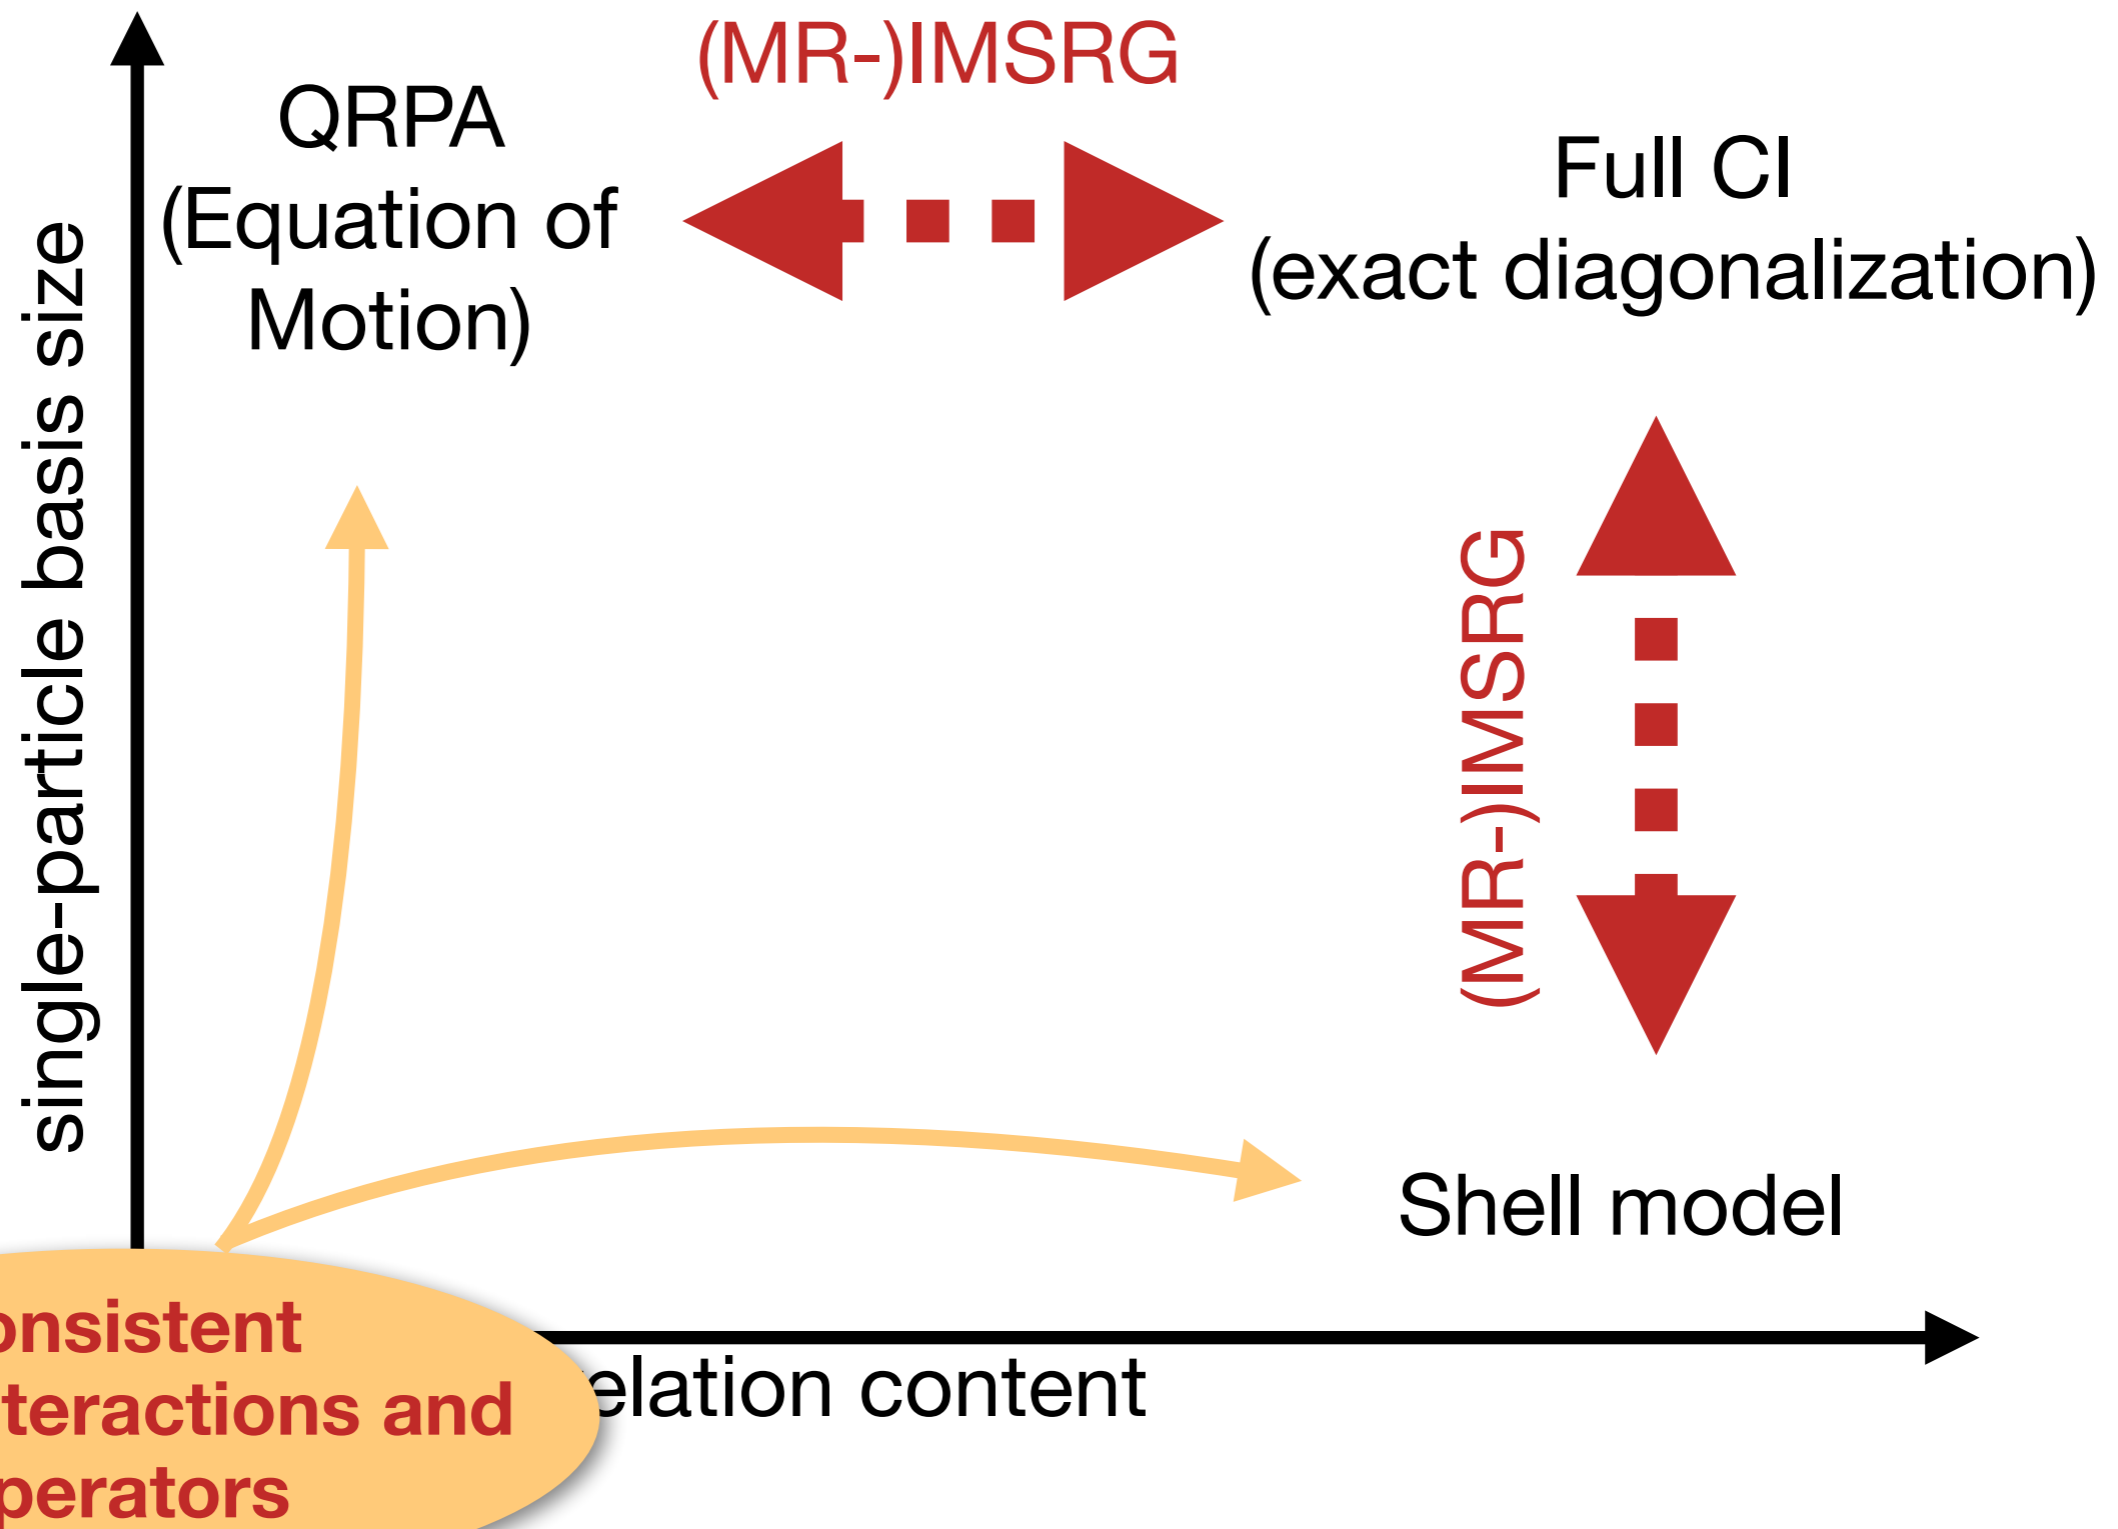 (MR-)IMSRG
QRPA
(Equation of
Motion)
Full CI
(exact diagonalization)
single-particle basis size
(MR-)IMSRG
Shell model
onsistent
teractions and
perators
elation content